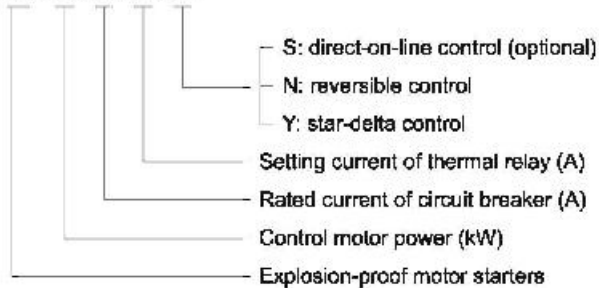 S: direct-on-line control (optional)
N: reversible control
Y: star-delta control
Setting current of thermal relay (A)
Rated current of circuit breaker (A)
Control motor power (kW)
Explosion-proof motor starters